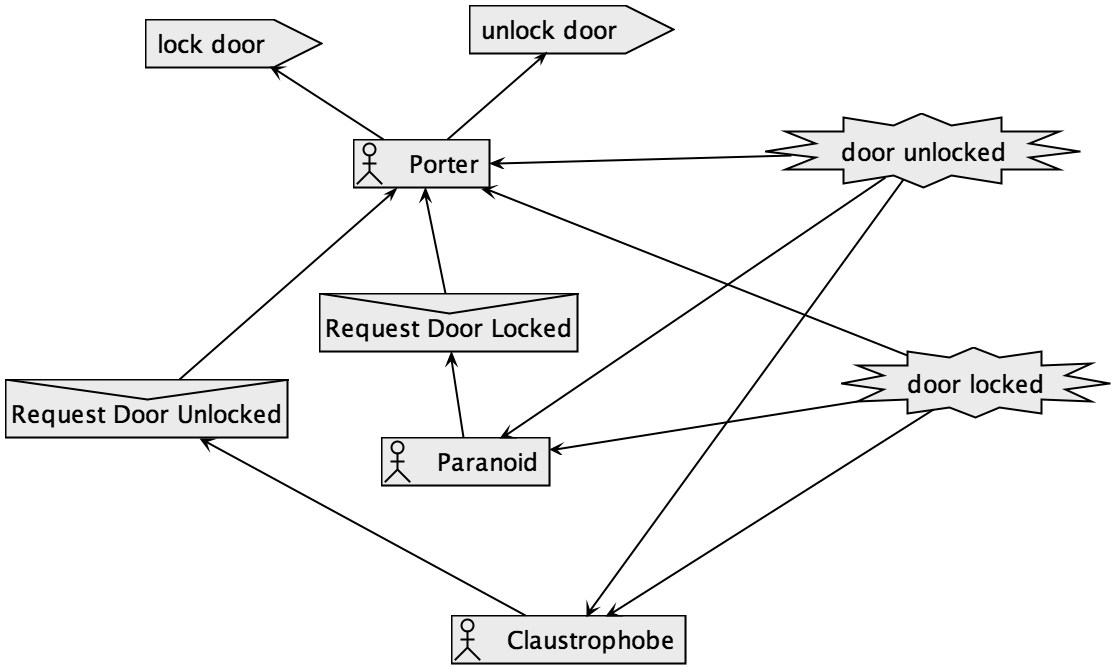 lock door
unlock door
Porter
door unlocked
Request Door Locked
door locked
Request Door Unlocked
Paranoid
Claustrophobe